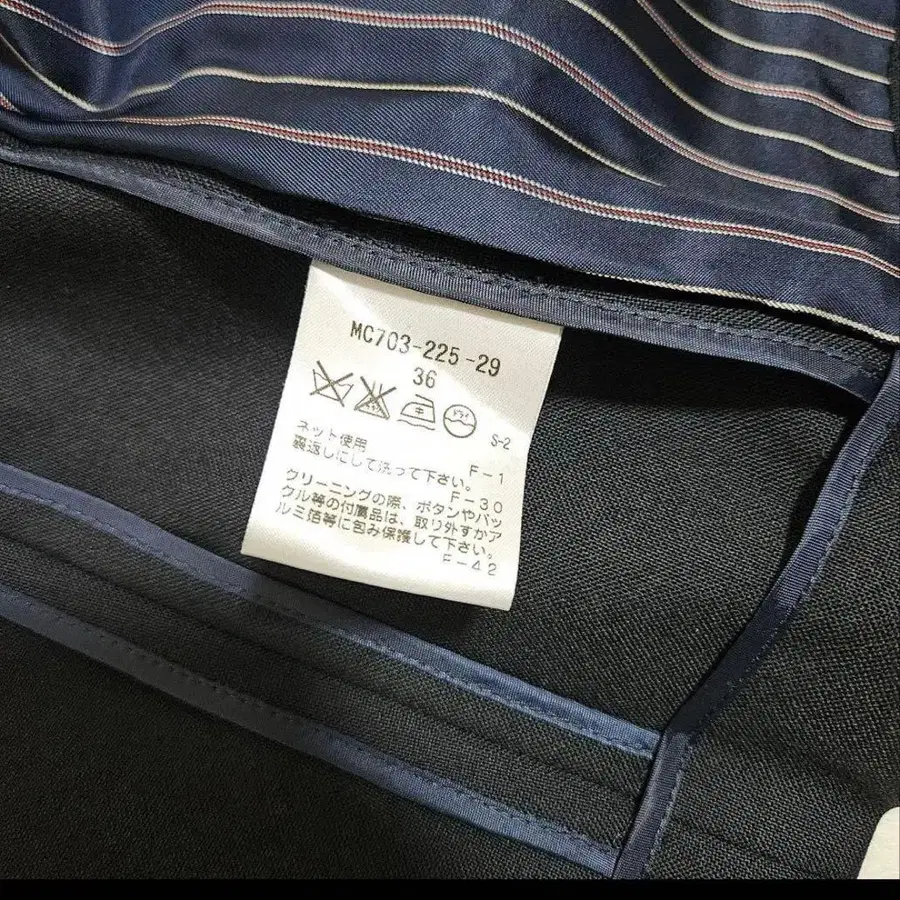 MC703-225-29
36
ドライ
S-2
ネット使用
裏返しにして洗って下さい。
F-1
F-30
クリーニングの際、ボタンやバッ
クル等の付属品は、取り外すかア
ルミ箔等に包み保護して下さい。
F-42